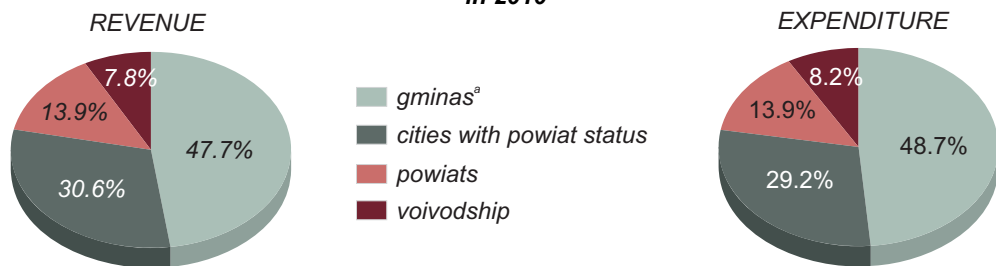 REVENUE
EXPENDITURE
7.8%
13.9%
47.7%
30.6%
gminasᵃ
cities with powiat status
powiats
voivodship
8.2%
13.9%
48.7%
29.2%